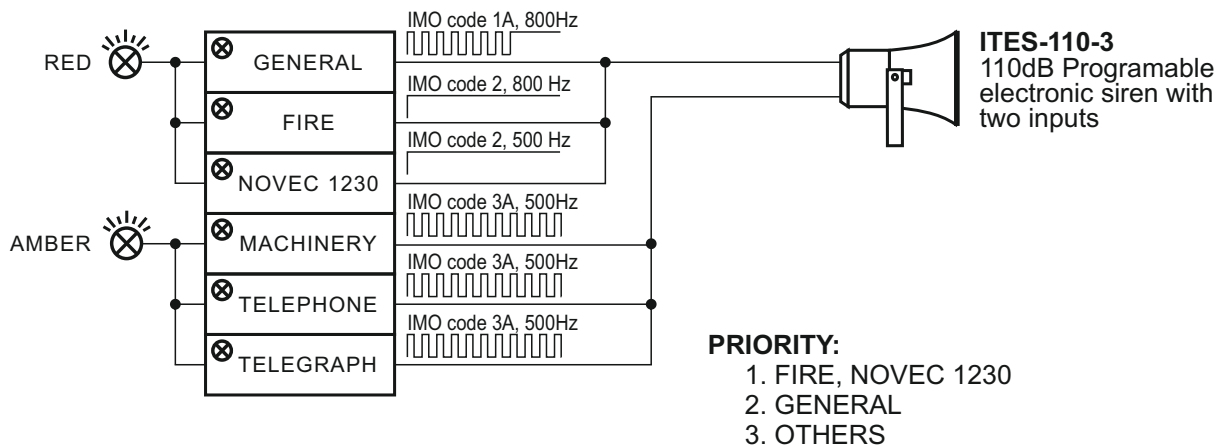 IMO code 1A, 800Hz
RED
GENERAL
IMO code 2, 800 Hz
FIRE
IMO code 2, 500 Hz
NOVEC 1230
IMO code 3A, 500Hz
AMBER
MACHINERY
IMO code 3A, 500Hz
TELEPHONE
IMO code 3A, 500Hz
TELEGRAPH
ITES-110-3
110dB Programable
electronic siren with
two inputs
PRIORITY:
1. FIRE, NOVEC 1230
2. GENERAL
3. OTHERS